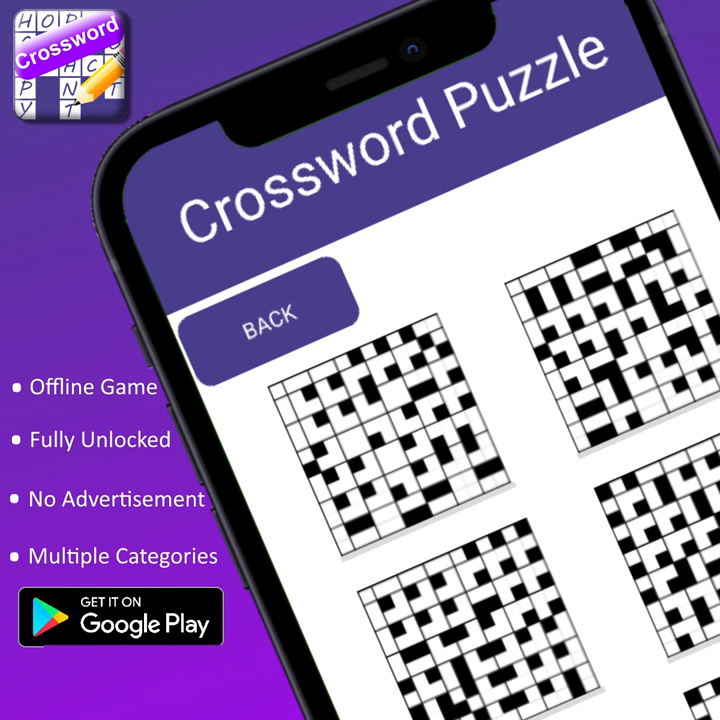 Crossword
Crossword Puzzle
BACK
• Offline Game
• Fully Unlocked
• No Advertisement
• Multiple Categories
GET IT ON
Google Play